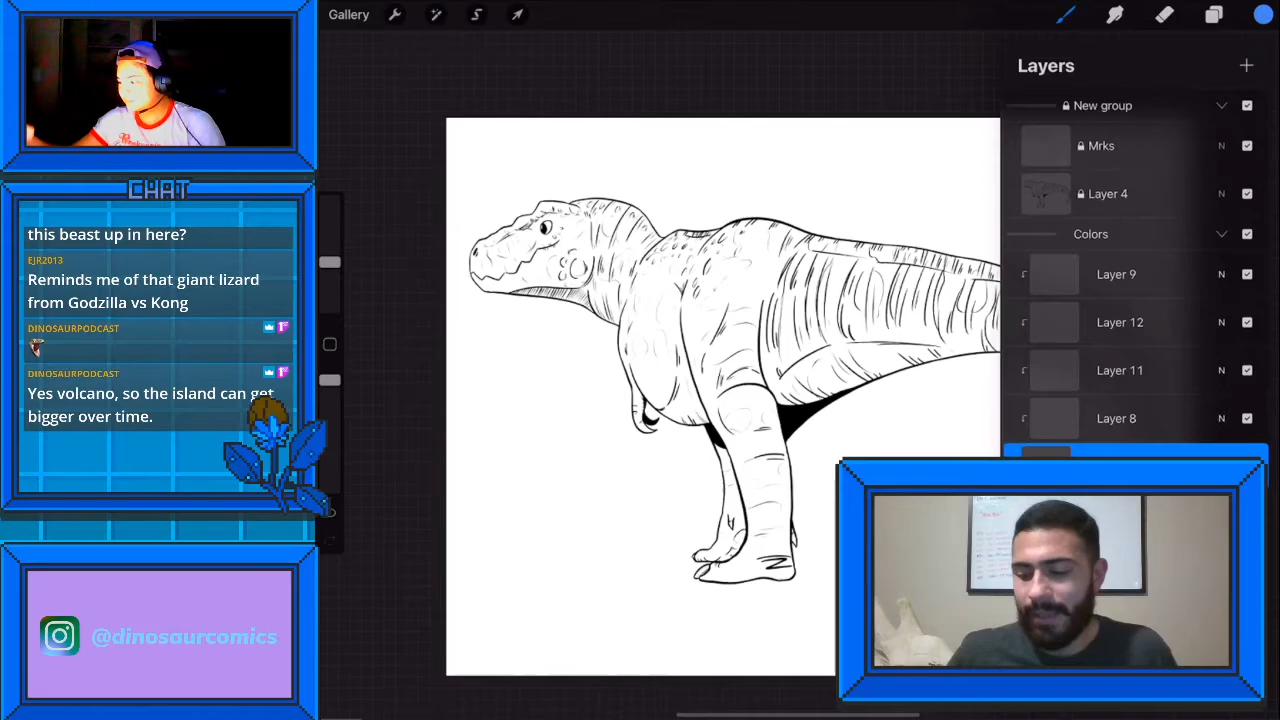 Gallery
Layers
New group
Mrks
N
Layer 4
N
Colors
Layer 9
N
Layer 12
N
Layer 11
N
Layer 8
N
CHAT
this beast up in here?
EJR2013
Reminds me of that giant lizard
from Godzilla vs Kong
DINOSAURPODCAST
DINOSAURPODCAST
Yes volcano, so the island can get
bigger over time.
@dinosaurcomics